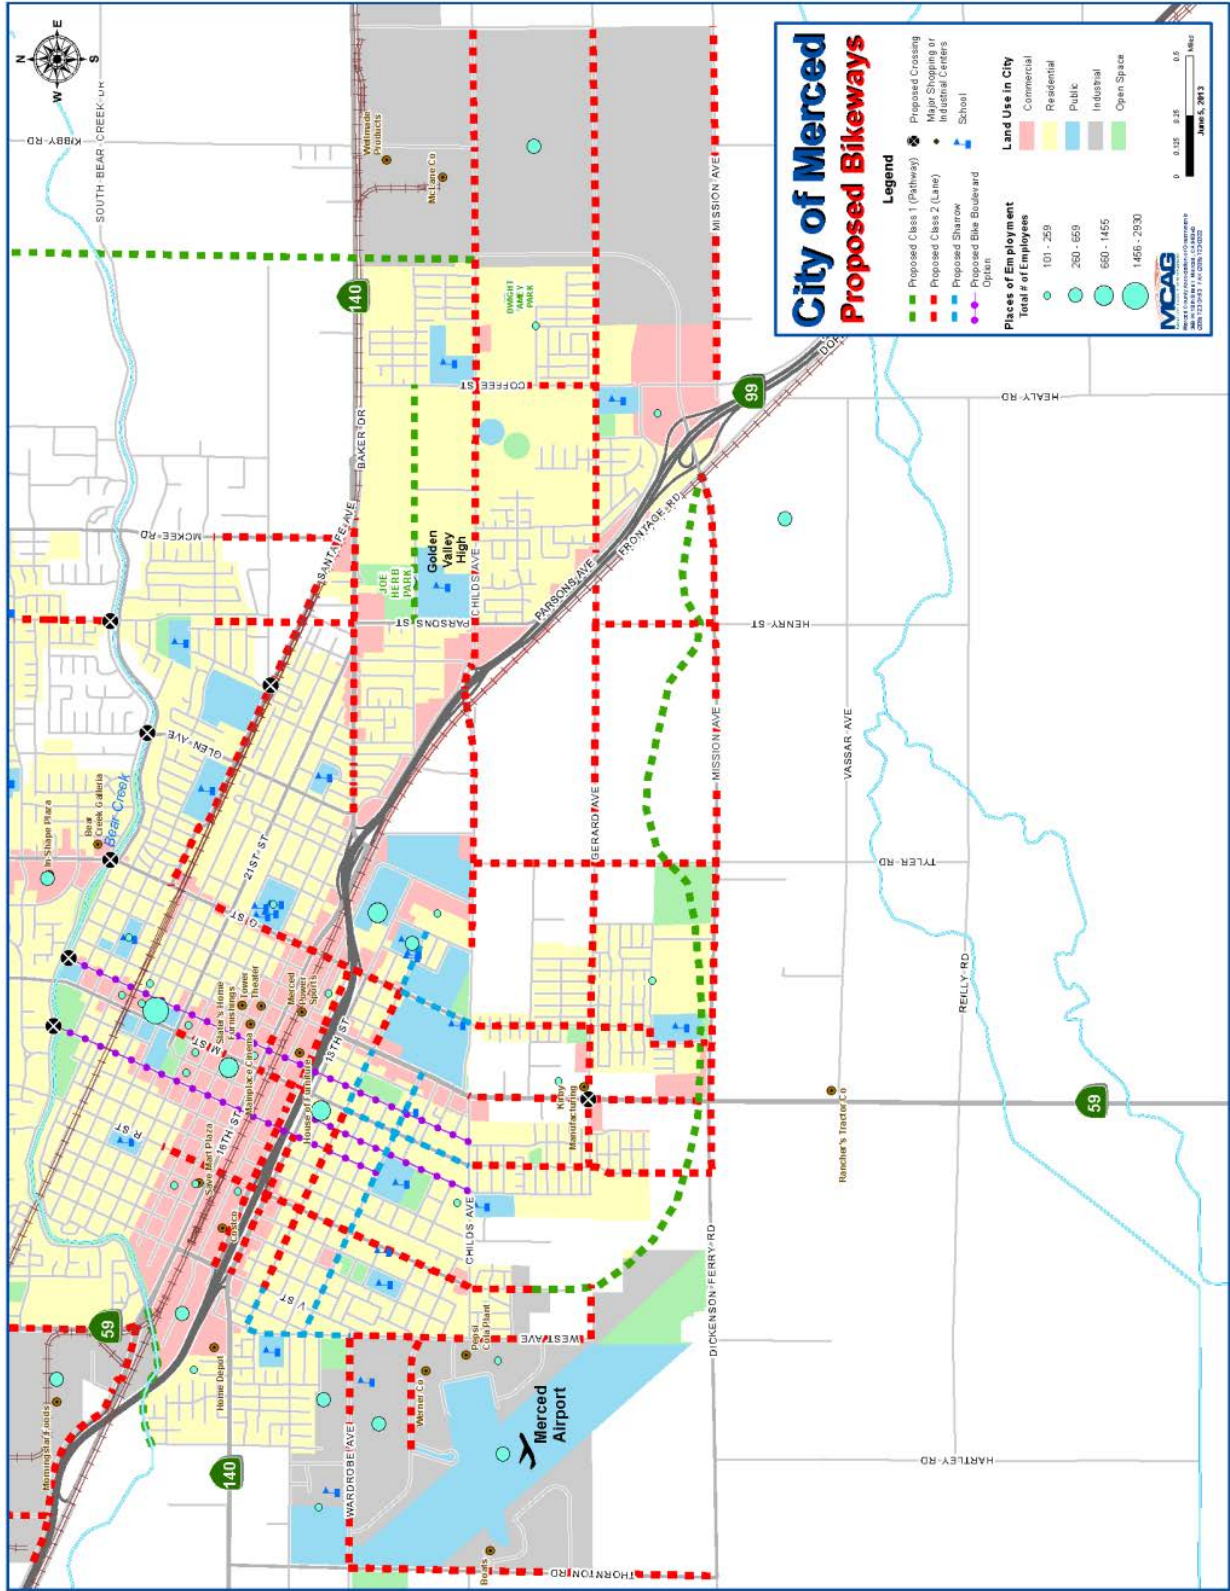 City of Merced
Proposed Bikeways
Legend
Proposed Class 1 (Pathway)
Proposed Class 2 (Lane)
Proposed Sharrow
Proposed Bike Boulevard
Option
Proposed Crossing
Major Shopping or
Industrial Centers
School
Places of Employment
Total # of Employees
101 - 259
260 - 659
660 - 1455
1456 - 2930
Land Use in City
Commercial
Residential
Public
Industrial
Open Space
MCAG
0
0.125
0.25
0.5
Miles
June 5, 2013
N
E
S
W
KIBBY RD
SOUTH BEAR CREEK DR
Wellmade
Products
McLane Co
140
MISSION AVE
DWIGHT
AMEY
PARK
COFFEE ST
BAKER DR
99
HEALY RD
MCKEE RD
SANTA FE AVE
JOE
HERB
PARK
Golden
Valley
High
CHILDS AVE
PARSONS ST
PARSONS AVE
FRONTAGE RD
HENRY ST
GLEN AVE
In-Shape Plaza
Bear
Creek Galleria
Bear Creek
21ST ST
G ST
GERARD AVE
MISSION AVE
VASSAR AVE
TYLER RD
REILLY RD
Slater's Home
Furnishings
Tower
Theater
Merced
Power
Sports
M ST
Mainplace Cinema
House of Furniture
13TH ST
16TH ST
R ST
Save Mart Plaza
Costco
V ST
Kirby
Manufacturing
Rancher's Tractor Co
59
CHILDS AVE
59
WEST AVE
Pepsi
Cola Plant
DICKENSON FERRY RD
Home Depot
Werner Co
Morningstar Foods
140
WARDROBE AVE
Merced
Airport
HARTLEY RD
Boats
THORNTON RD